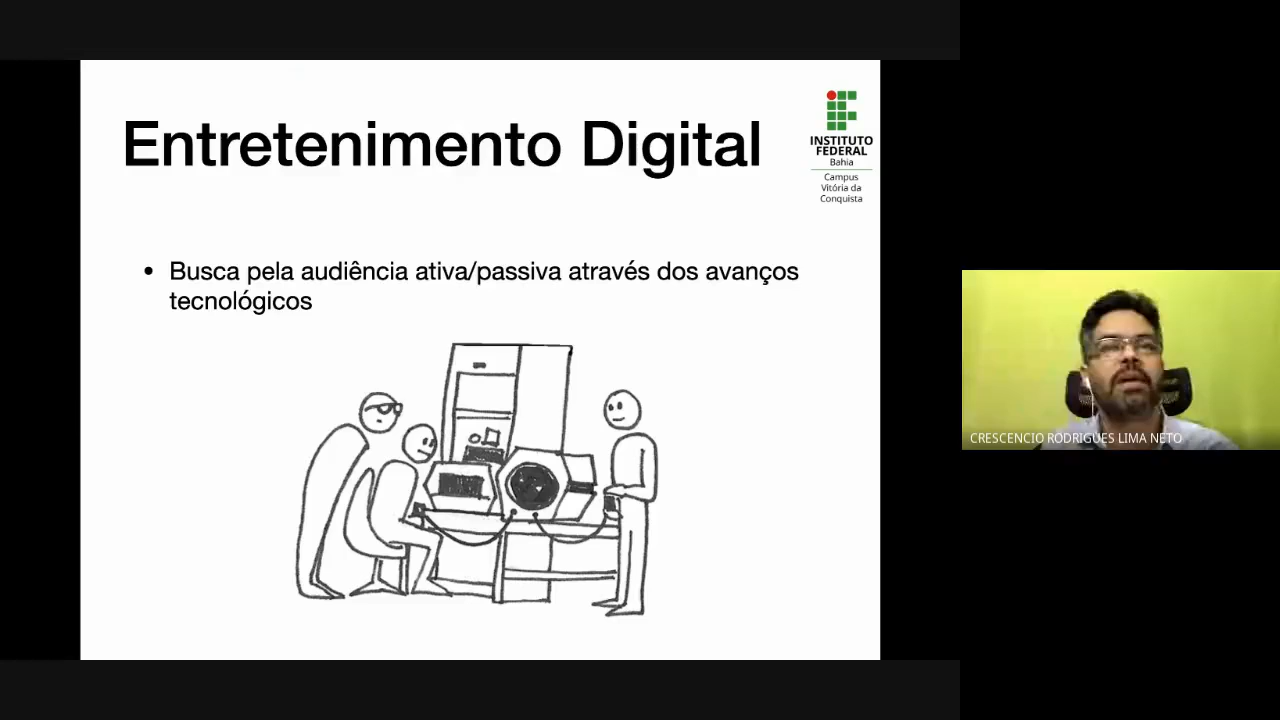 Entretenimento Digital
INSTITUTO
FEDERAL
Bahia
Campus
Vitória da
Conquista
• Busca pela audiência ativa/passiva através dos avanços
tecnológicos
CRESCENCIO RODRIGUES LIMA NETO